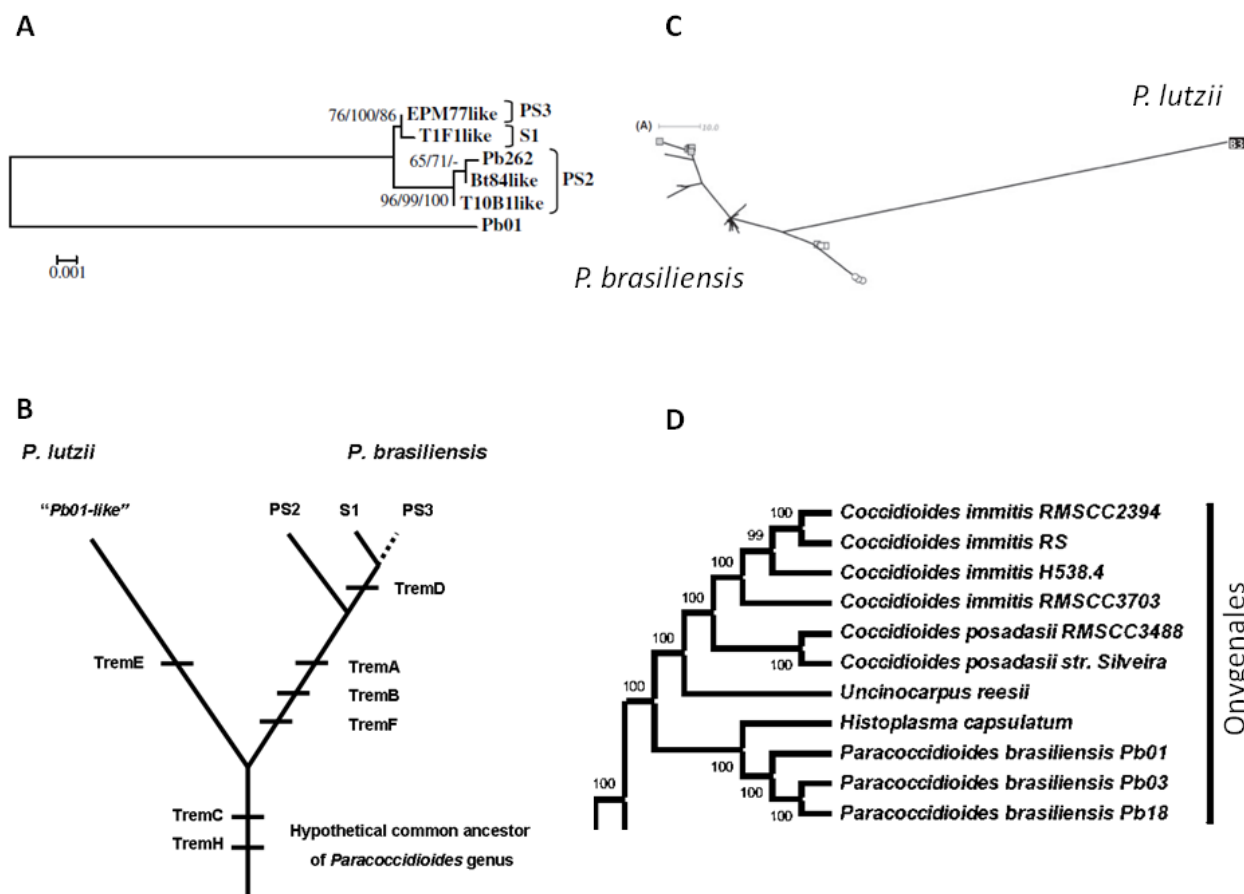 A
76/100/86
EPM77like
PS3
T1F1like
S1
65/71/-
Pb262
Bt84like
PS2
96/99/100
T10B1like
Pb01
0.001
C
P. lutzii
(A)
10.0
B3
P. brasiliensis
B
P. lutzii
P. brasiliensis
"Pb01-like"
PS2
S1
PS3
TremD
TremE
TremA
TremB
TremF
TremC
TremH
Hypothetical common ancestor
of Paracoccidioides genus
D
100
Coccidioides immitis RMSCC2394
99
Coccidioides immitis RS
100
Coccidioides immitis H538.4
100
Coccidioides immitis RMSCC3703
100
Coccidioides posadasii RMSCC3488
100
Coccidioides posadasii str. Silveira
100
Uncinocarpus reesii
Histoplasma capsulatum
100
Paracoccidioides brasiliensis Pb01
100
Paracoccidioides brasiliensis Pb03
100
Paracoccidioides brasiliensis Pb18
100
Onygenales